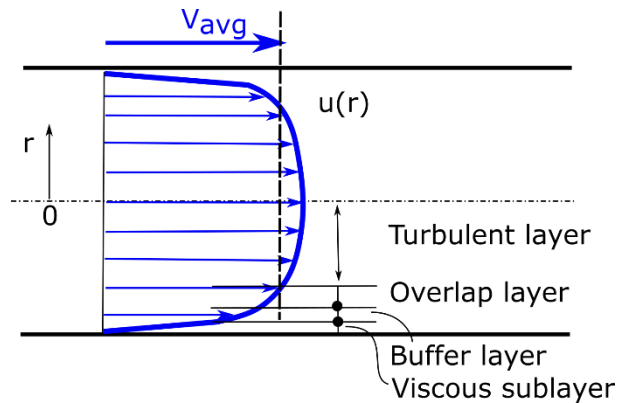 Vavg
u(r)
r
0
Turbulent layer
Overlap layer
Buffer layer
Viscous sublayer